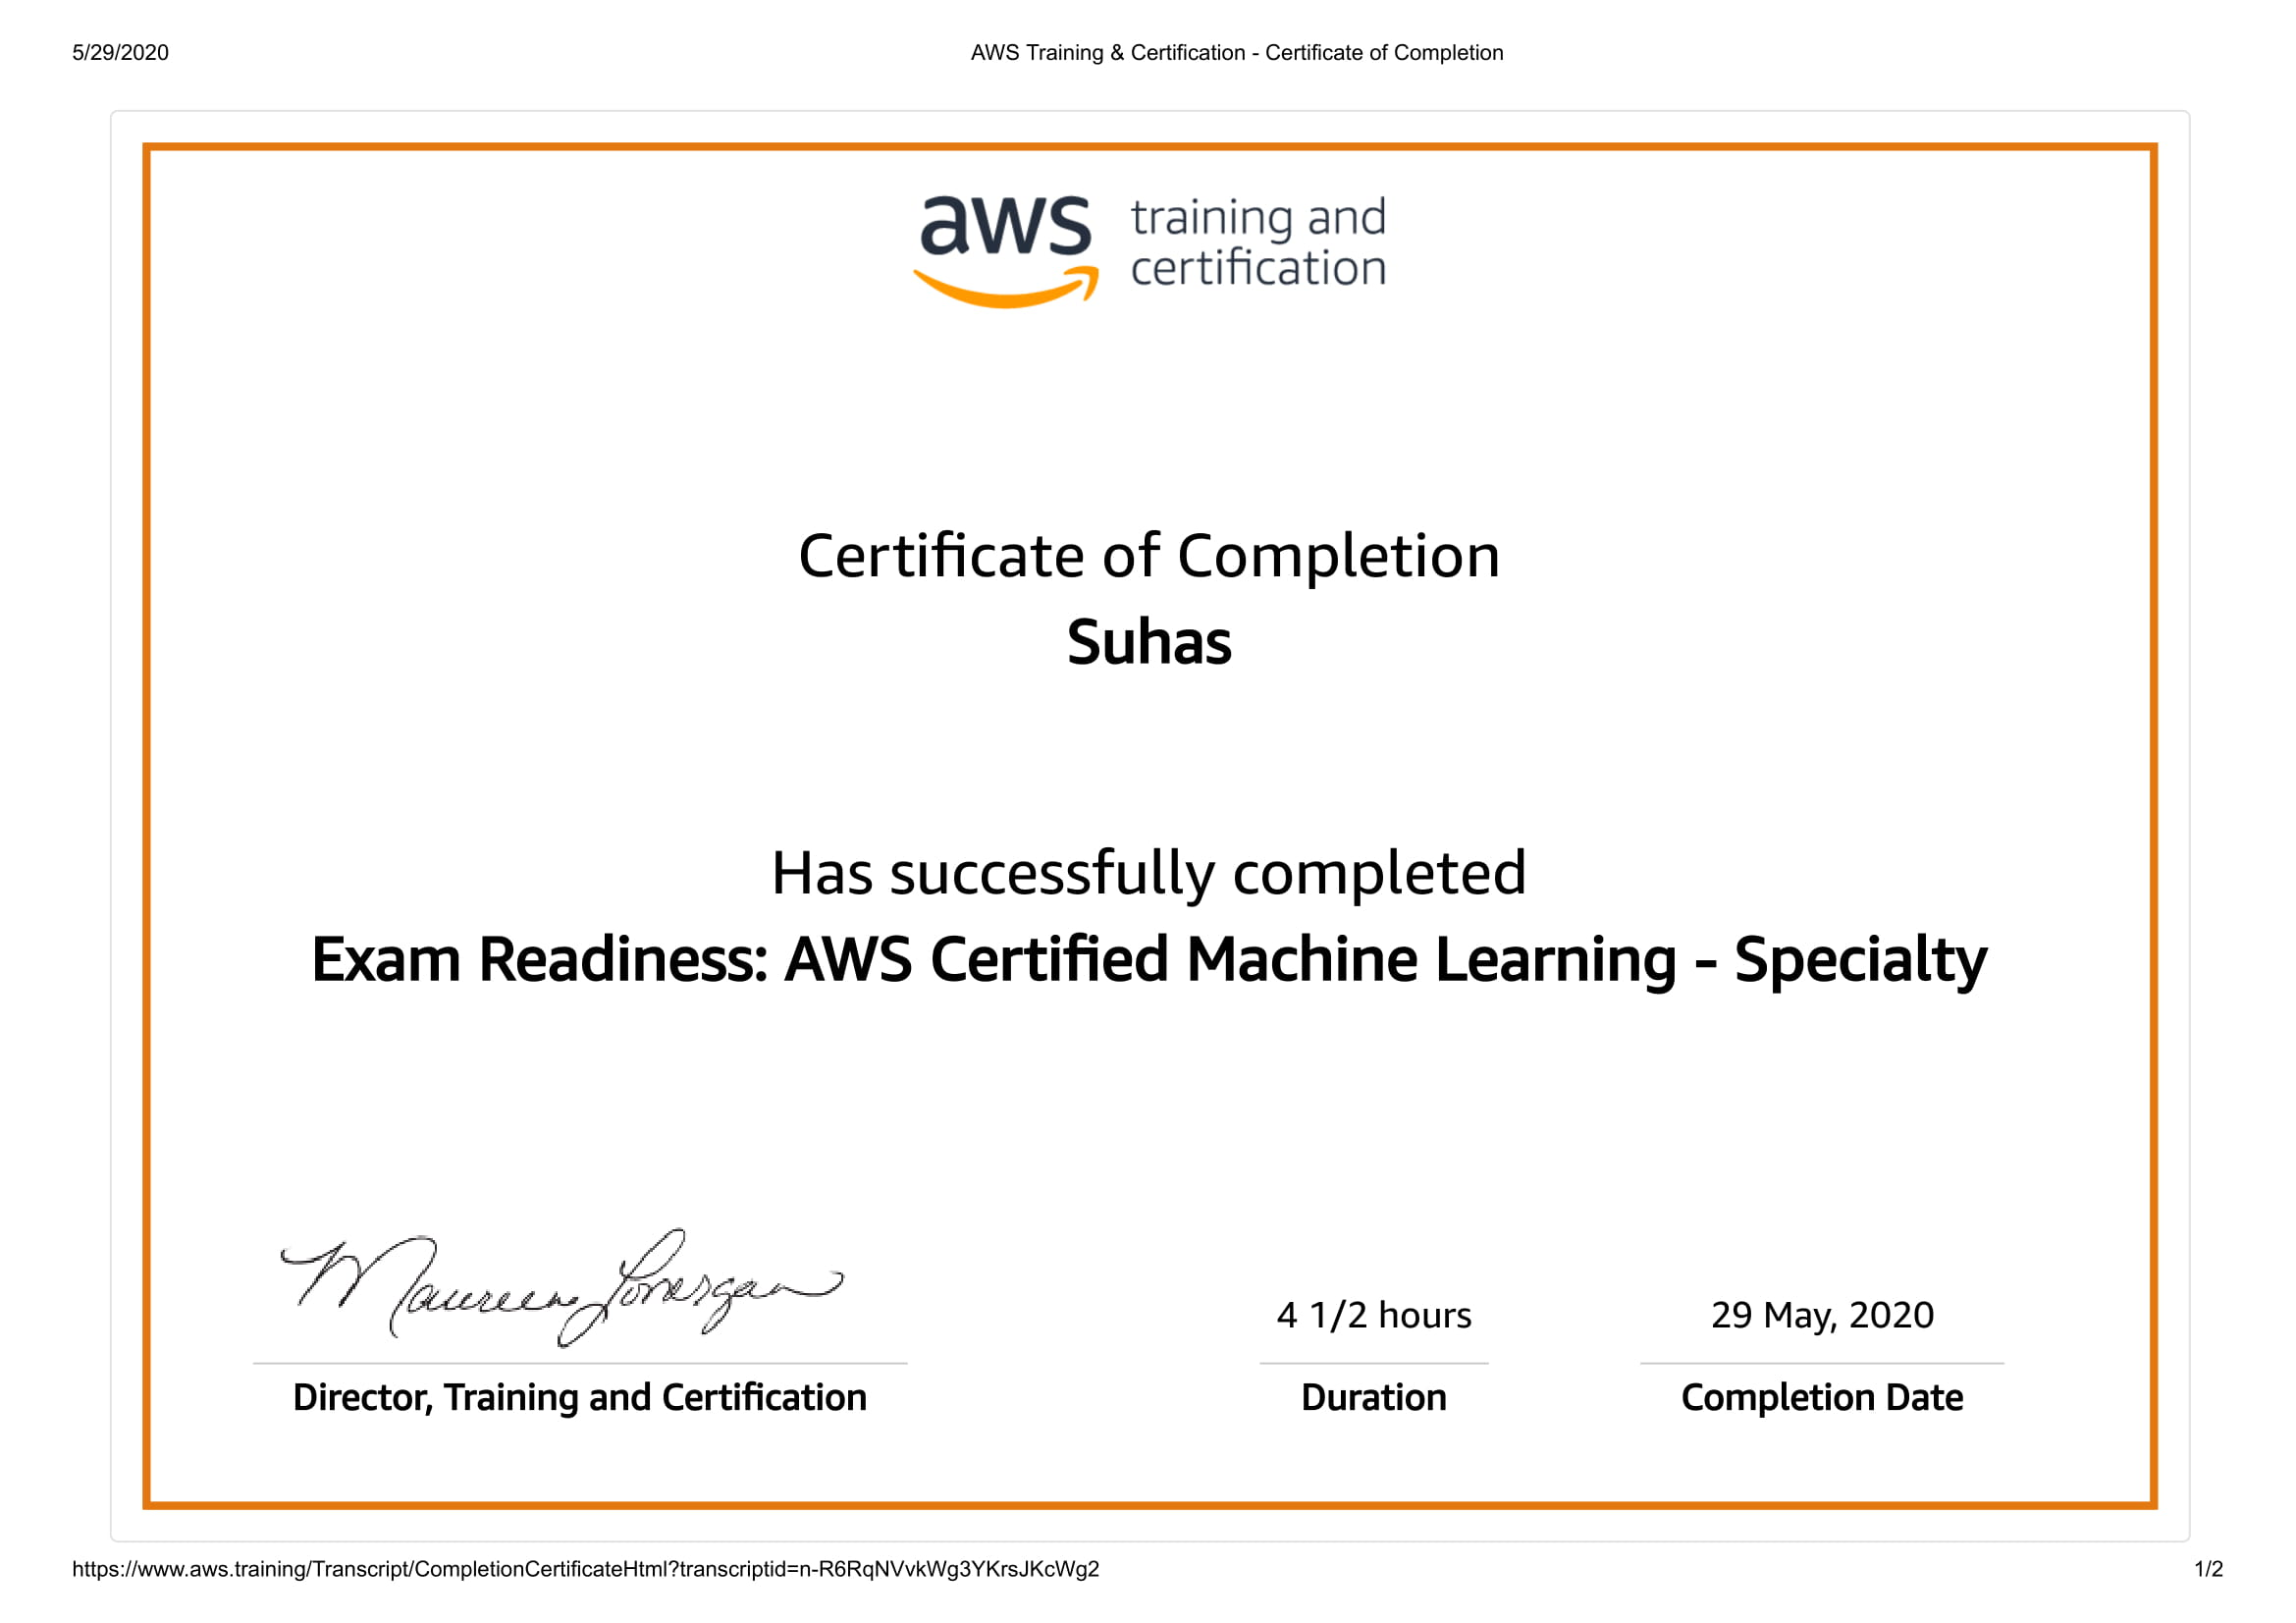 5/29/2020
AWS Training & Certification - Certificate of Completion
aws
training and
certification
Certificate of Completion
Suhas
Has successfully completed
Exam Readiness: AWS Certified Machine Learning - Specialty
Maureen Lonergan
4 1/2 hours
29 May, 2020
Director, Training and Certification
Duration
Completion Date
https://www.aws.training/Transcript/CompletionCertificateHtml?transcriptid=n-R6RqNVvkWg3YKrsJKcWg2
1/2